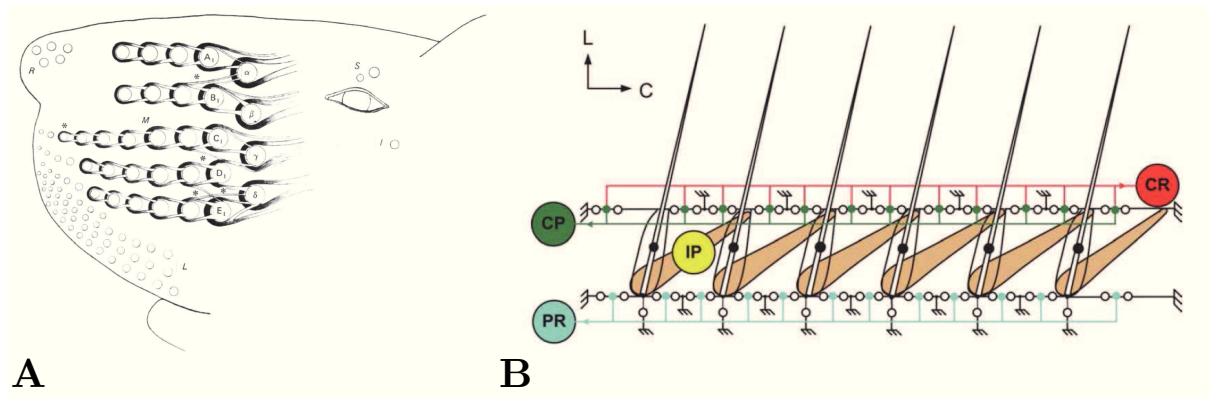 R
A₁
α
B₁
β
*
M
*
C₁
γ
*
D₁
*
*
E₁
δ
S
I
L
A
L
C
CR
CP
IP
PR
B